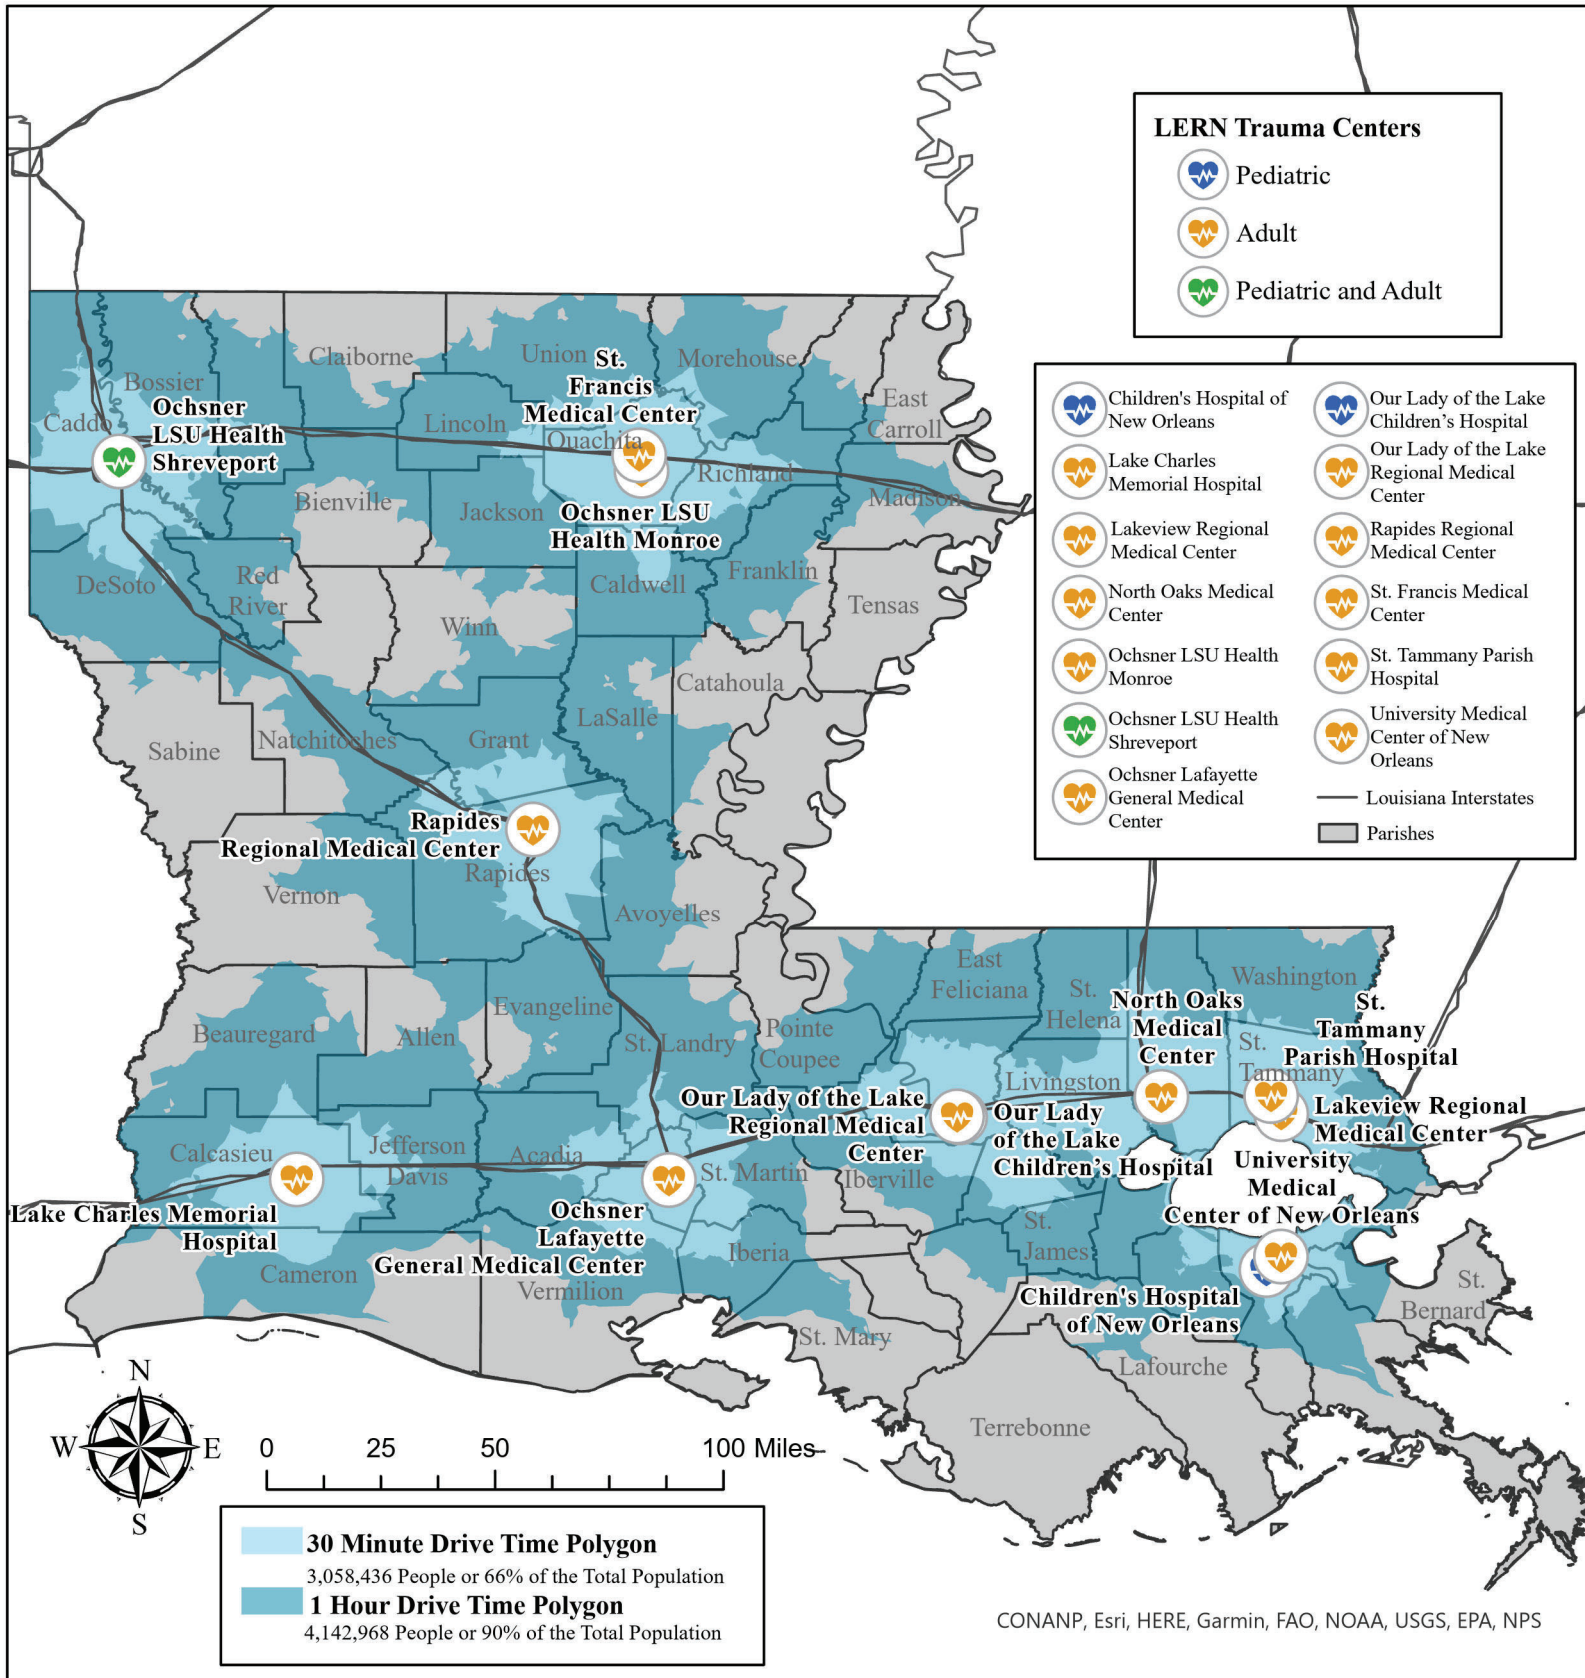 LERN Trauma Centers
Pediatric
Adult
Pediatric and Adult
Children's Hospital of
New Orleans
Lake Charles
Memorial Hospital
Lakeview Regional
Medical Center
North Oaks Medical
Center
Ochsner LSU Health
Monroe
Ochsner LSU Health
Shreveport
Ochsner Lafayette
General Medical
Center
Our Lady of the Lake
Children’s Hospital
Our Lady of the Lake
Regional Medical
Center
Rapides Regional
Medical Center
St. Francis Medical
Center
St. Tammany Parish
Hospital
University Medical
Center of New
Orleans
Louisiana Interstates
Parishes
Claiborne
Union
Morehouse
Bossier
Caddo
Lincoln
Ouachita
East
Carroll
Richland
Madison
Bienville
Jackson
DeSoto
Red
River
Caldwell
Franklin
Tensas
Winn
Catahoula
LaSalle
Sabine
Natchitoches
Grant
Vernon
Rapides
Avoyelles
Beauregard
Allen
Evangeline
St. Landry
Pointe
Coupee
East
Feliciana
St.
Helena
Washington
St.
Tammany
Livingston
Calcasieu
Jefferson
Davis
Acadia
St. Martin
Iberville
St.
James
Cameron
Vermilion
Iberia
St. Mary
Lafourche
Terrebonne
St.
Bernard
Ochsner
LSU Health
Shreveport
St.
Francis
Medical Center
Ochsner LSU
Health Monroe
Rapides
Regional Medical Center
North Oaks
Medical
Center
St.
Tammany
Parish Hospital
Our Lady of the Lake
Regional Medical
Center
Our Lady
of the Lake
Children’s Hospital
Lakeview Regional
Medical Center
University
Medical
Center of New Orleans
Lake Charles Memorial
Hospital
Ochsner
Lafayette
General Medical Center
Children's Hospital
of New Orleans
N
W
E
S
0 25 50 100 Miles
30 Minute Drive Time Polygon
3,058,436 People or 66% of the Total Population
1 Hour Drive Time Polygon
4,142,968 People or 90% of the Total Population
CONANP, Esri, HERE, Garmin, FAO, NOAA, USGS, EPA, NPS